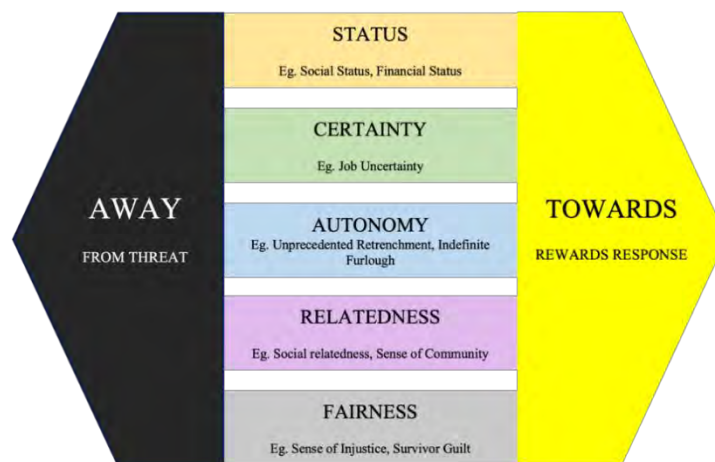 STATUS
Eg. Social Status, Financial Status
CERTAINTY
Eg. Job Uncertainty
AWAY
FROM THREAT
AUTONOMY
Eg. Unprecedented Retrenchment, Indefinite
Furlough
TOWARDS
REWARDS RESPONSE
RELATEDNESS
Eg. Social relatedness, Sense of Community
FAIRNESS
Eg. Sense of Injustice, Survivor Guilt